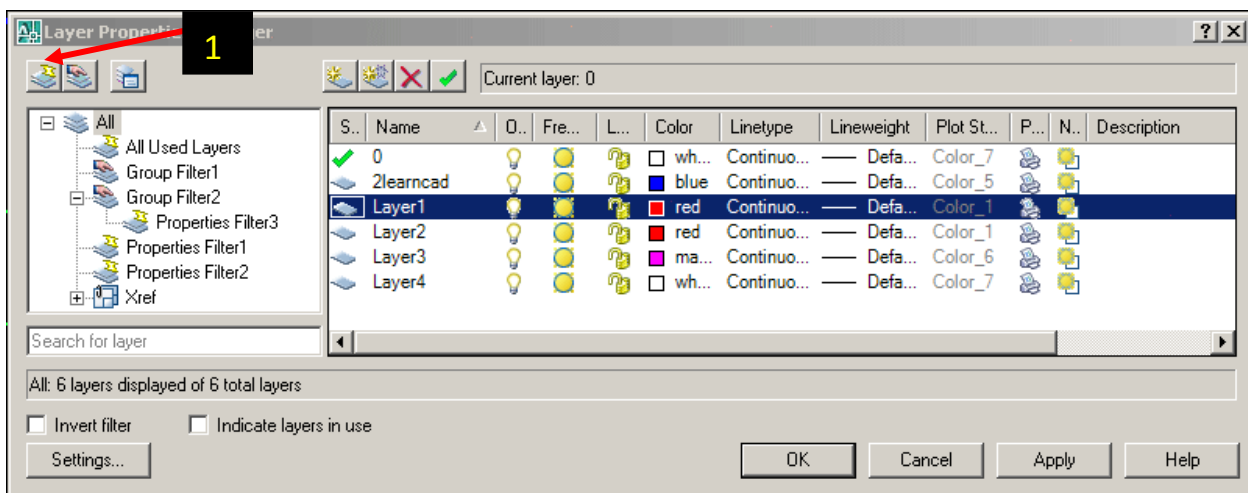 Layer Propertie
er
1
Current layer: 0
All
All Used Layers
Group Filter1
Group Filter2
Properties Filter3
Properties Filter1
Properties Filter2
Xref
Search for layer
S.. Name O.. Fre... L... Color Linetype Lineweight Plot St... P... N.. Description
0 wh... Continuo... Defa... Color_7
2learncad blue Continuo... Defa... Color_5
Layer1 red Continuo... Defa... Color_1
Layer2 red Continuo... Defa... Color_1
Layer3 ma... Continuo... Defa... Color_6
Layer4 wh... Continuo... Defa... Color_7
All: 6 layers displayed of 6 total layers
Invert filter Indicate layers in use
Settings... OK Cancel Apply Help